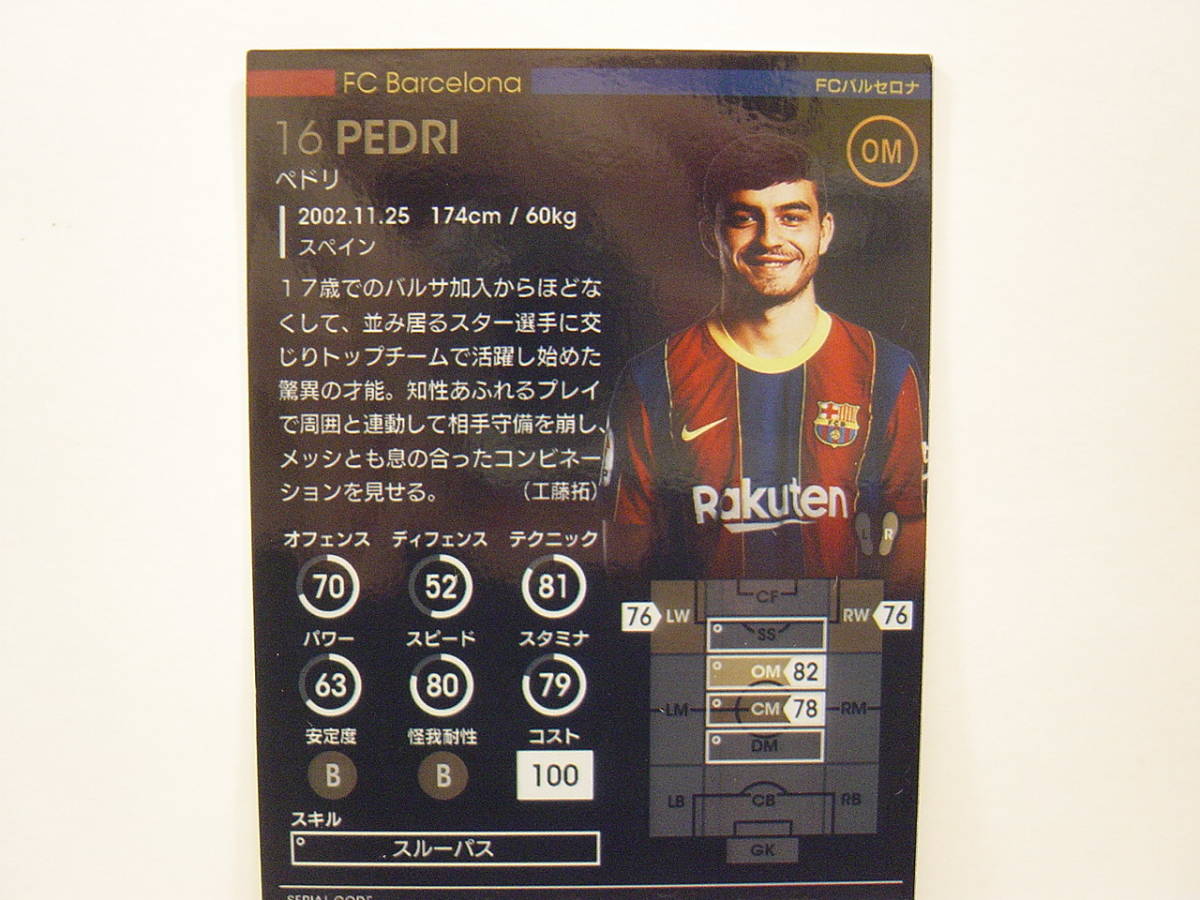 FC Barcelona
FCバルセロナ
16 PEDRI
OM
ペドリ
2002.11.25 174cm / 60kg
スペイン
17歳でのバルサ加入からほどな
くして、並み居るスター選手に交
じりトップチームで活躍し始めた
驚異の才能。知性あふれるプレイ
で周囲と連動して相手守備を崩し、
メッシとも息の合ったコンビネー
ションを見せる。 （工藤拓）
FCB
Rakuten
L R
オフェンス ディフェンス テクニック
70 52 81
パワー スピード スタミナ
63 80 79
安定度 怪我耐性 コスト
B B 100
スキル
スルーパス
CF
76 LW RW 76
SS
OM 82
LM CM 78 RM
DM
LB CB RB
GK
SERIAL CODE